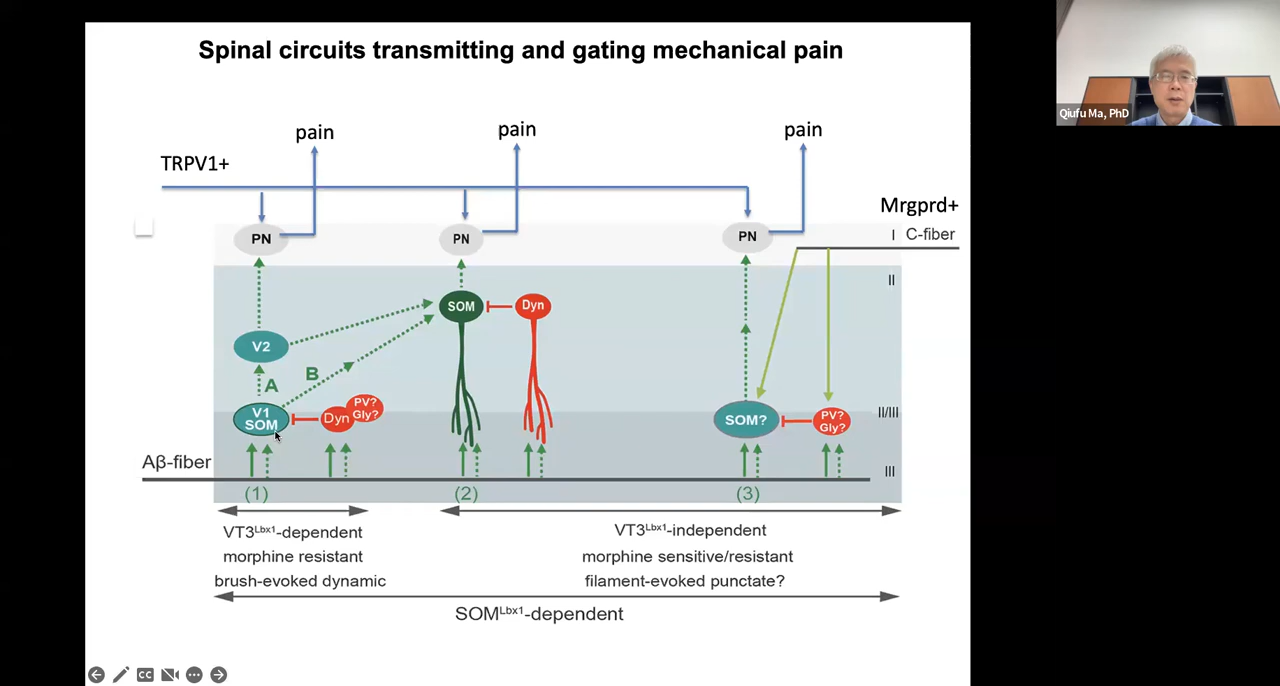 Spinal circuits transmitting and gating mechanical pain
Qiufu Ma, PhD
pain
pain
pain
TRPV1+
Mrgprd+
PN
PN
PN
I C-fiber
II
SOM
Dyn
V2
A
B
V1
SOM
Dyn
PV?
Gly?
SOM?
PV?
Gly?
II/III
Aβ-fiber
III
(1)
(2)
(3)
VT3ᴸᵇˣ¹-dependent
morphine resistant
brush-evoked dynamic
VT3ᴸᵇˣ¹-independent
morphine sensitive/resistant
filament-evoked punctate?
SOMᴸᵇˣ¹-dependent
CC